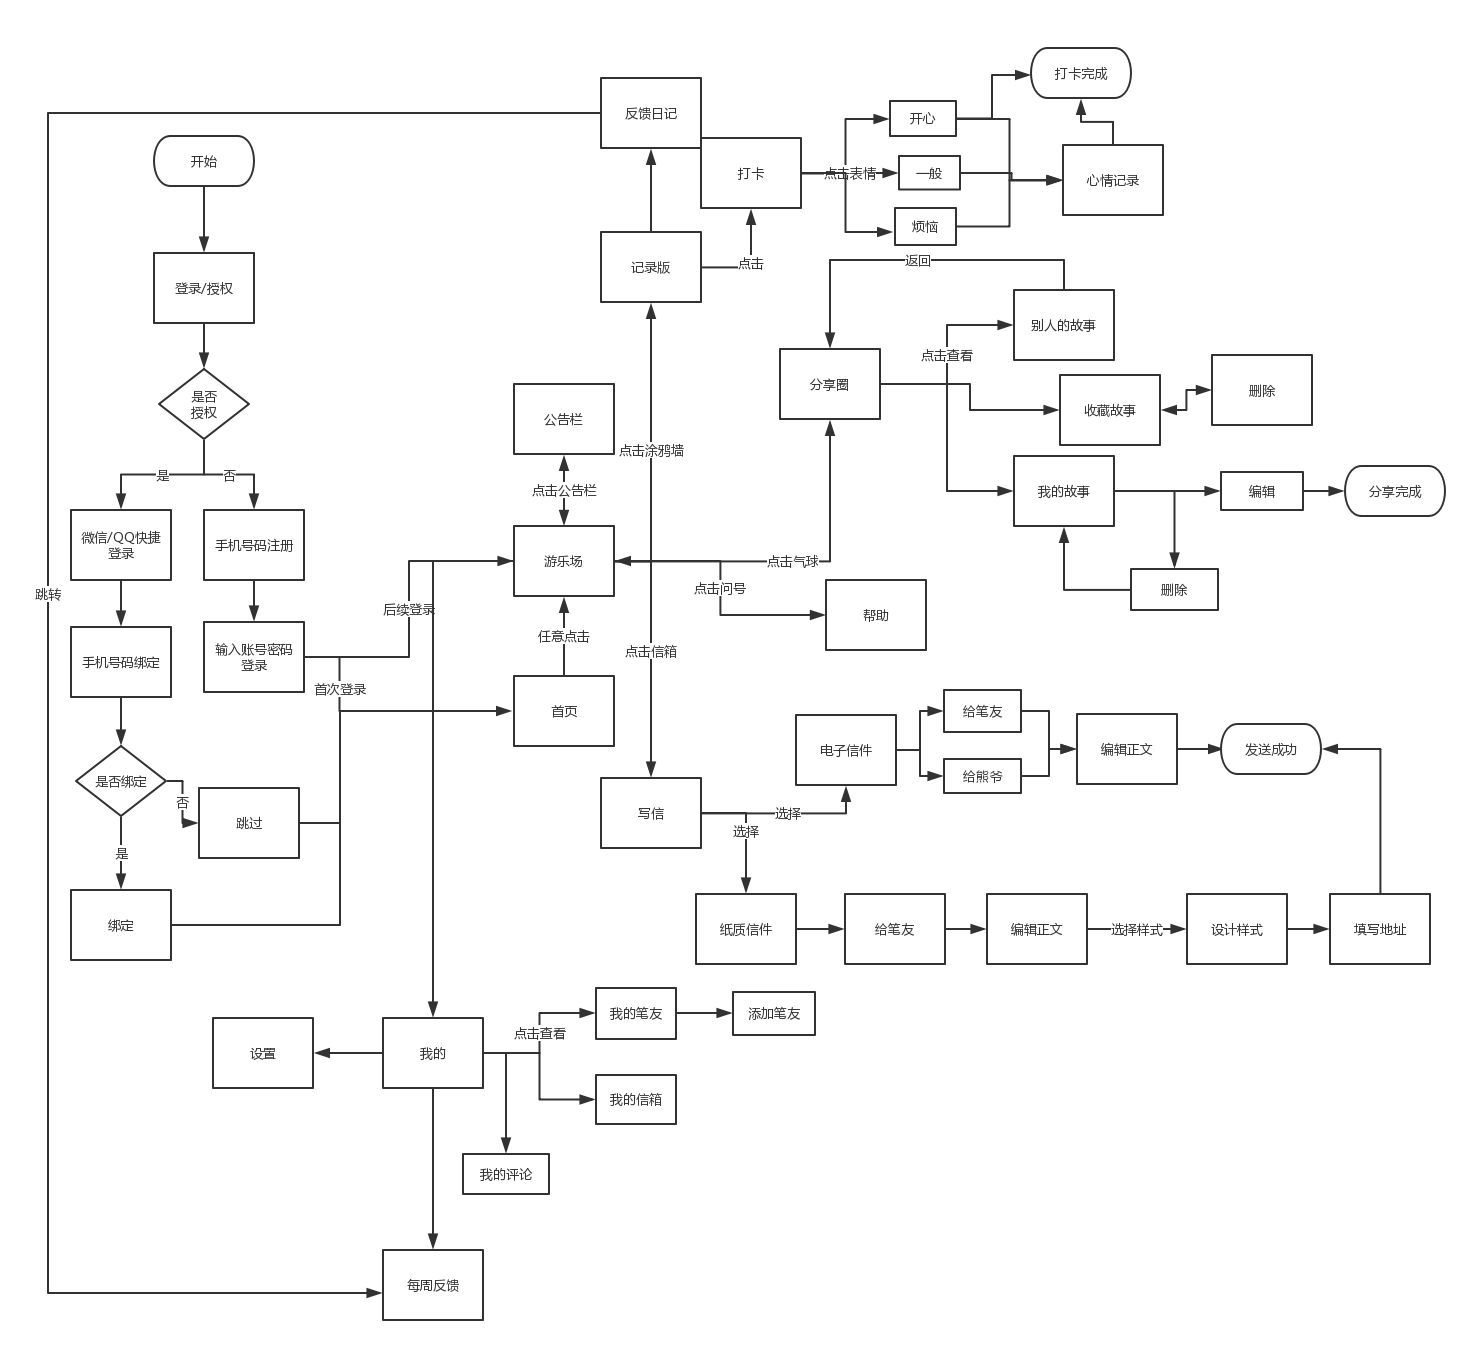 打卡完成
反馈日记
开心
开始
打卡
点击表情
一般
心情记录
烦恼
记录版
点击
返回
登录/授权
别人的故事
点击查看
分享圈
收藏故事
删除
是否
授权
公告栏
点击涂鸦墙
是
否
点击公告栏
我的故事
编辑
分享完成
微信/QQ快捷
登录
手机号码注册
游乐场
点击气球
点击问号
删除
跳转
后续登录
帮助
任意点击
手机号码绑定
输入账号密码
登录
点击信箱
首次登录
首页
给笔友
电子信件
编辑正文
发送成功
给熊爷
是否绑定
否
跳过
写信
选择
选择
是
绑定
纸质信件
给笔友
编辑正文
选择样式
设计样式
填写地址
我的笔友
添加笔友
点击查看
设置
我的
我的信箱
我的评论
每周反馈